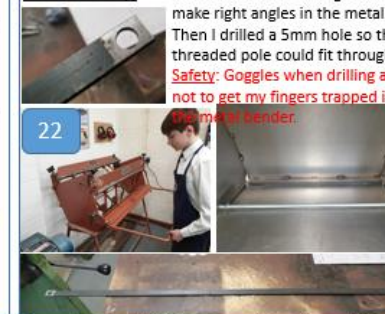 make right angles in the metal
Then I drilled a 5mm hole so th
threaded pole could fit throug
Safety: Goggles when drilling a
not to get my fingers trapped i
the metal bender.
22